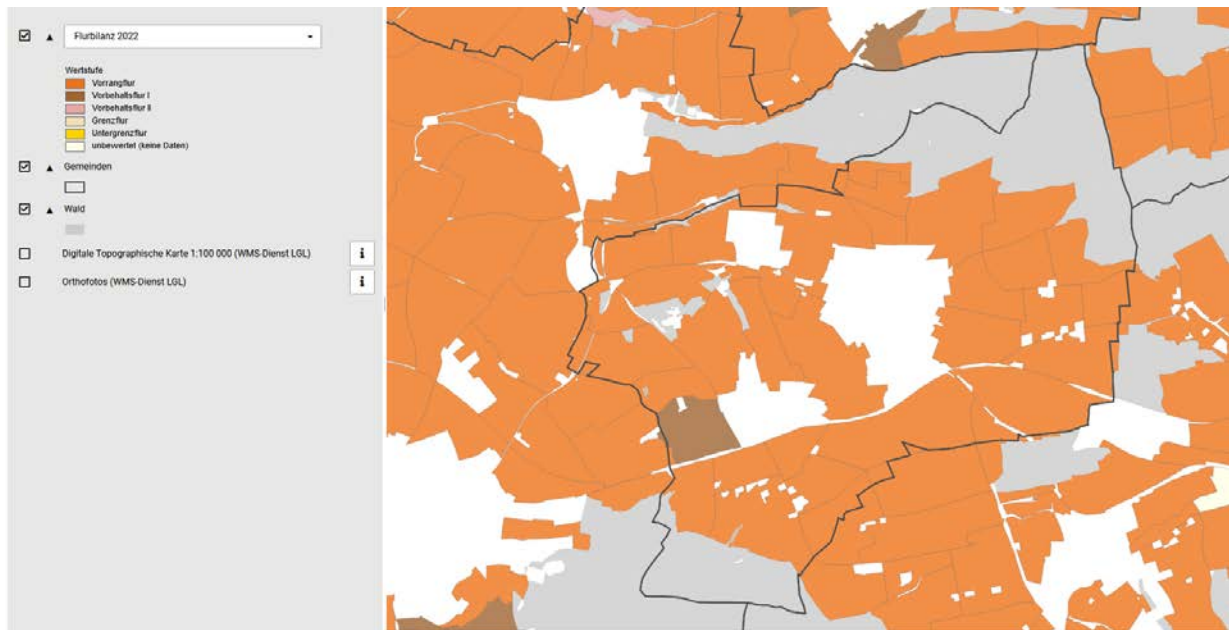 Flurbilanz 2022
Wertstufe
Vorrangflur
Vorbehaltsflur I
Vorbehaltsflur II
Grenzflur
Untergrenzflur
unbewertet (keine Daten)
Gemeinden
Wald
Digitale Topographische Karte 1:100 000 (WMS-Dienst LGL)
i
Orthofotos (WMS-Dienst LGL)
i